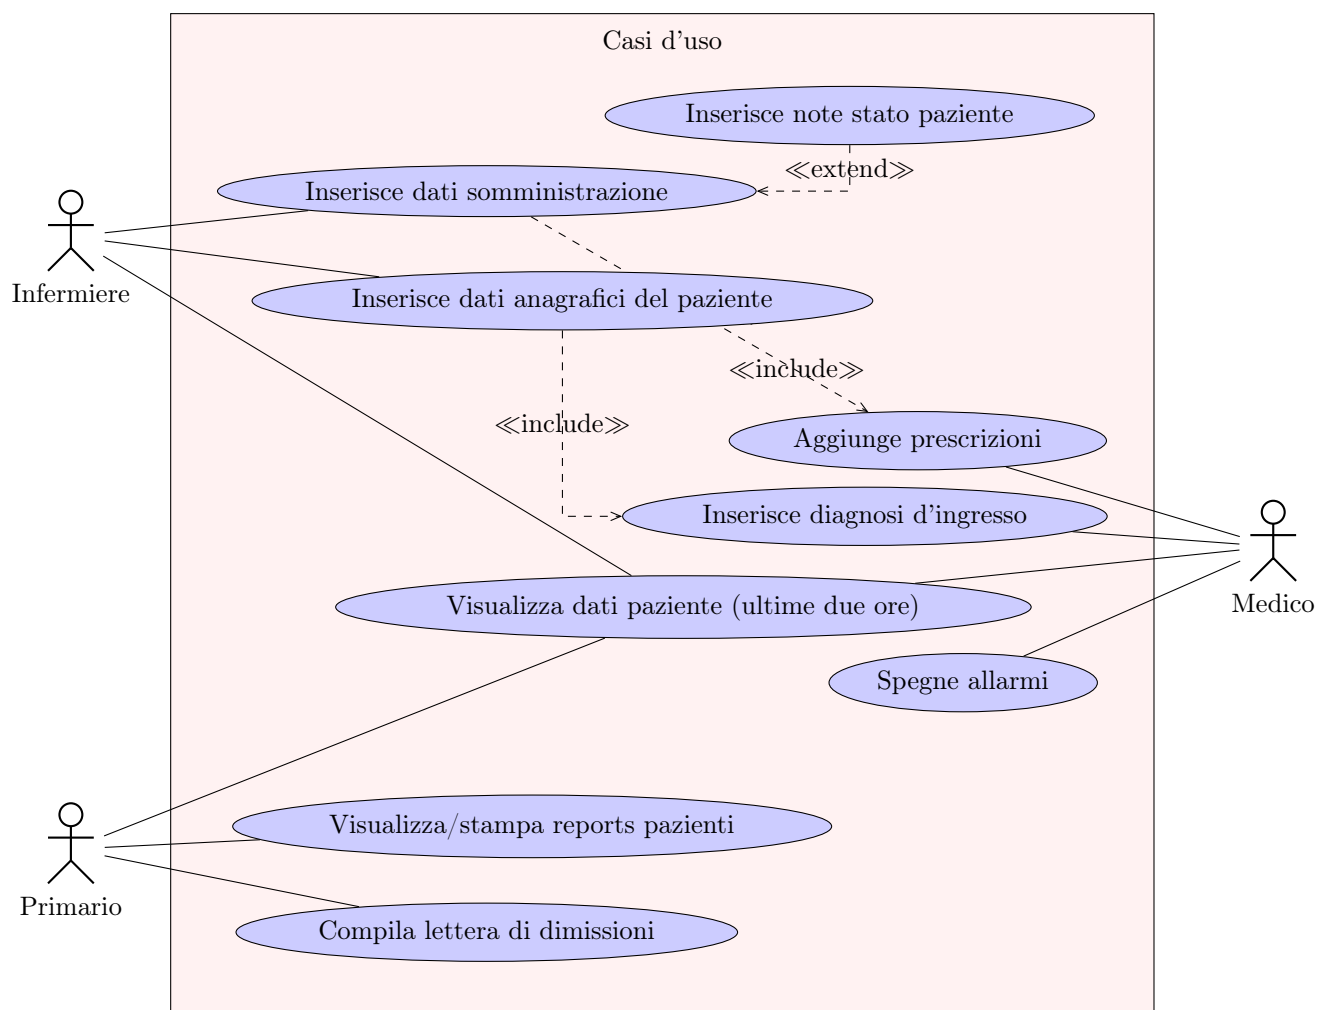 Casi d'uso
Inserisce note stato paziente
≪extend≫
Inserisce dati somministrazione
Infermiere
Inserisce dati anagrafici del paziente
≪include≫
≪include≫
Aggiunge prescrizioni
Inserisce diagnosi d'ingresso
Medico
Visualizza dati paziente (ultime due ore)
Spegne allarmi
Visualizza/stampa reports pazienti
Primario
Compila lettera di dimissioni